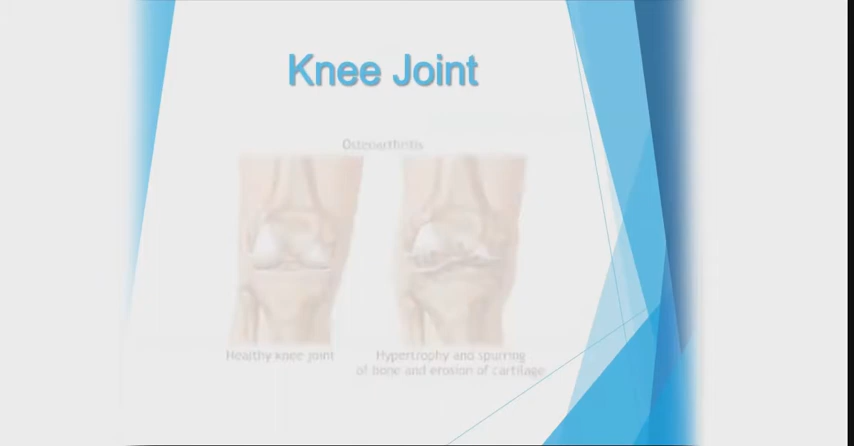 Knee Joint
Osteoarthritis
Healthy knee joint
Hypertrophy and spurring
of bone and erosion of cartilage